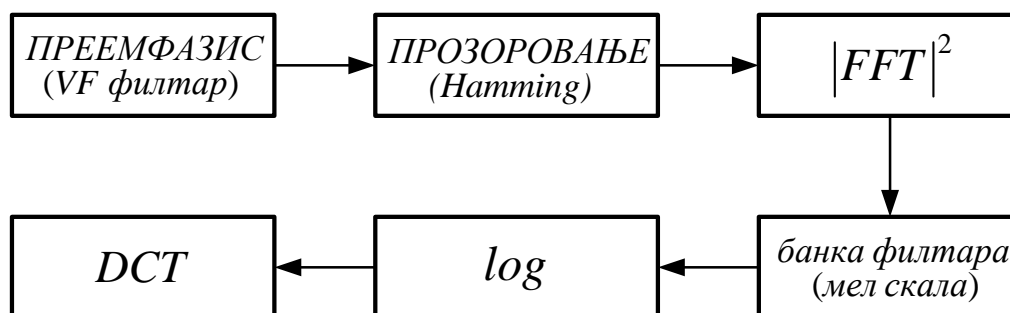 ПРЕЕМФАЗИС
(VF филтар)
ПРОЗОРОВАЊЕ
(Hamming)
|FFT|²
банка филтара
(мел скала)
log
DCT